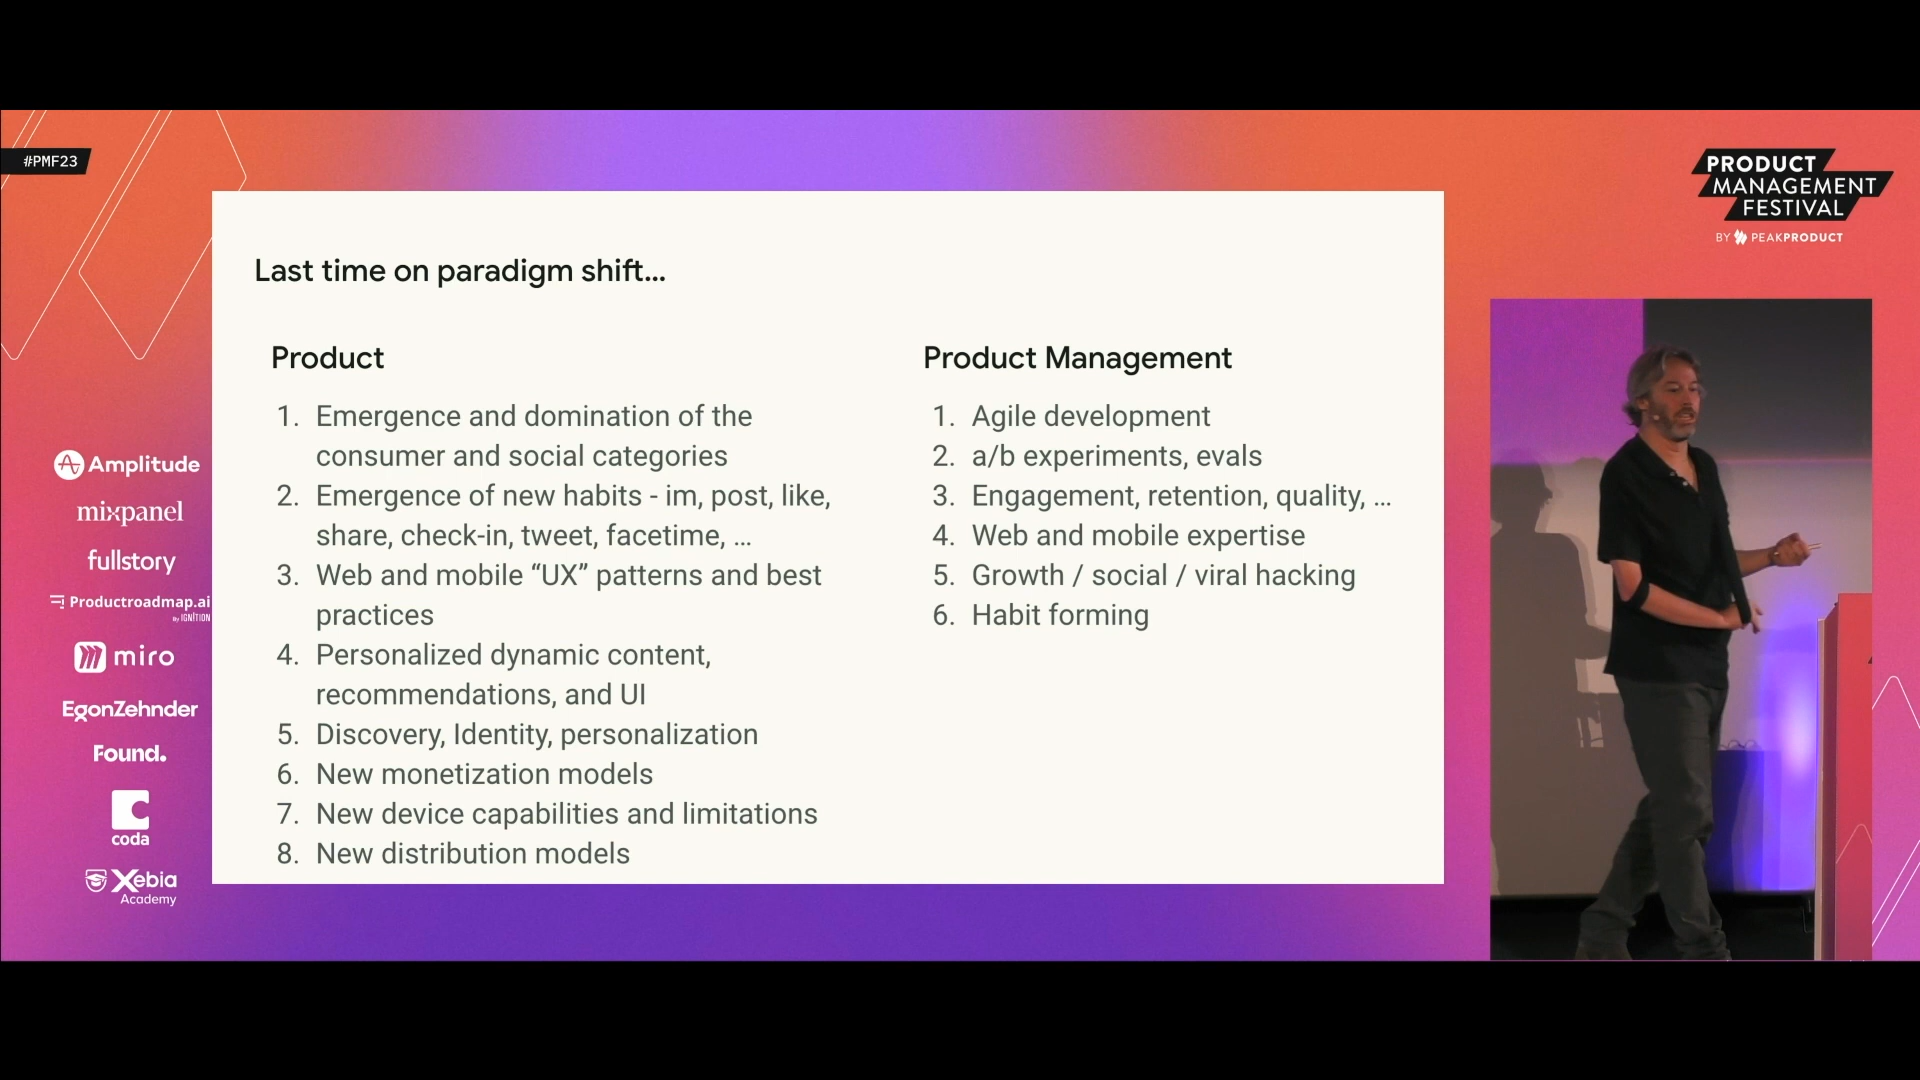 #PMF23
PRODUCT
MANAGEMENT
FESTIVAL
BY PEAKPRODUCT
Last time on paradigm shift...
Product
1. Emergence and domination of the
consumer and social categories
2. Emergence of new habits - im, post, like,
share, check-in, tweet, facetime, ...
3. Web and mobile “UX” patterns and best
practices
4. Personalized dynamic content,
recommendations, and UI
5. Discovery, Identity, personalization
6. New monetization models
7. New device capabilities and limitations
8. New distribution models
Product Management
1. Agile development
2. a/b experiments, evals
3. Engagement, retention, quality, ...
4. Web and mobile expertise
5. Growth / social / viral hacking
6. Habit forming
Amplitude
mixpanel
fullstory
Productroadmap.ai
By IGNITION
miro
EgonZehnder
Found.
coda
Xebia
Academy